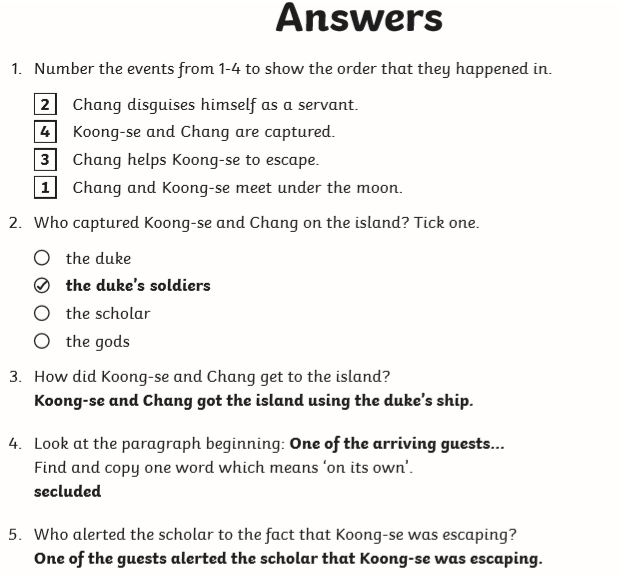 Answers
1. Number the events from 1-4 to show the order that they happened in.
2 Chang disguises himself as a servant.
4 Koong-se and Chang are captured.
3 Chang helps Koong-se to escape.
1 Chang and Koong-se meet under the moon.
2. Who captured Koong-se and Chang on the island? Tick one.
the duke
the duke's soldiers
the scholar
the gods
3. How did Koong-se and Chang get to the island?
Koong-se and Chang got the island using the duke's ship.
4. Look at the paragraph beginning: One of the arriving guests...
Find and copy one word which means 'on its own'.
secluded
5. Who alerted the scholar to the fact that Koong-se was escaping?
One of the guests alerted the scholar that Koong-se was escaping.